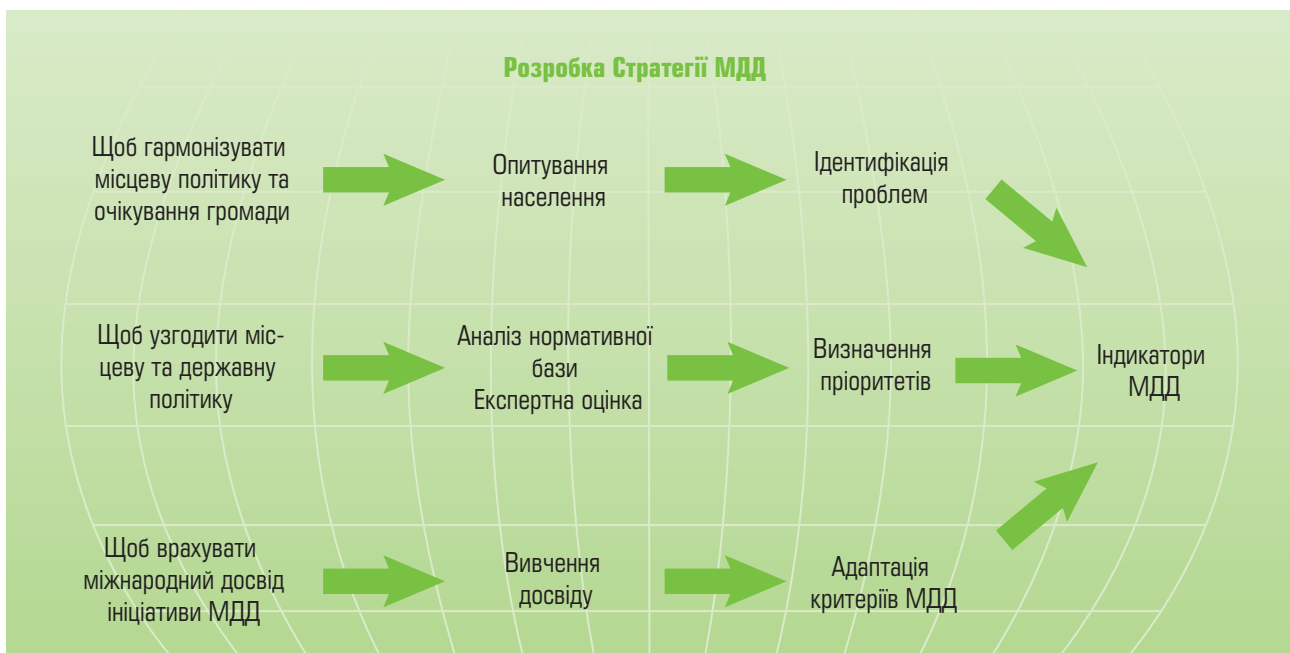 Розробка Стратегії МДД
Щоб гармонізувати
місцеву політику та
очікування громади
Опитування
населення
Ідентифікація
проблем
Щоб узгодити міс-
цеву та державну
політику
Аналіз нормативної
бази
Експертна оцінка
Визначення
пріоритетів
Індикатори
МДД
Щоб врахувати
міжнародний досвід
ініціативи МДД
Вивчення
досвіду
Адаптація
критеріїв МДД